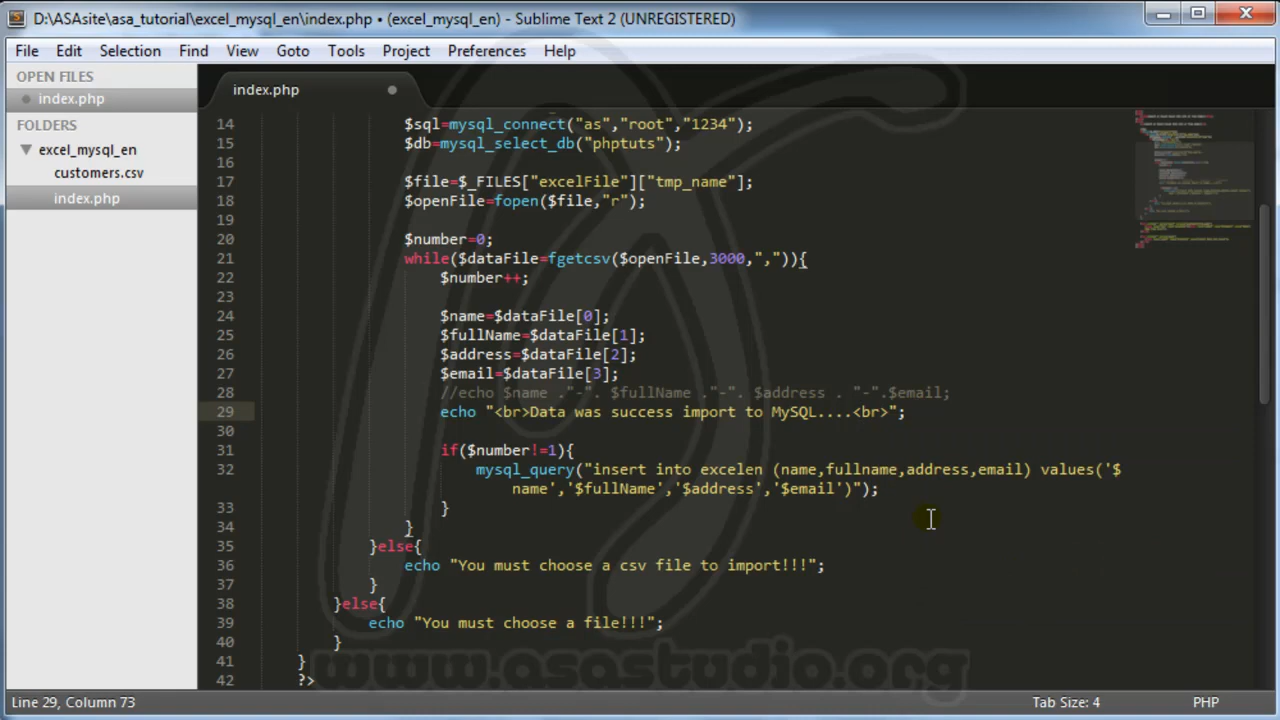 D:\ASAsite\asa_tutorial\excel_mysql_en\index.php • (excel_mysql_en) - Sublime Text 2 (UNREGISTERED)
File Edit Selection Find View Goto Tools Project Preferences Help
OPEN FILES
index.php
FOLDERS
excel_mysql_en
customers.csv
index.php
index.php
14 $sql=mysql_connect("as","root","1234");
15 $db=mysql_select_db("phptuts");
16
17 $file=$_FILES["excelFile"]["tmp_name"];
18 $openFile=fopen($file,"r");
19
20 $number=0;
21 while($dataFile=fgetcsv($openFile,3000,",")){
22 $number++;
23
24 $name=$dataFile[0];
25 $fullName=$dataFile[1];
26 $address=$dataFile[2];
27 $email=$dataFile[3];
28 //echo $name ."-". $fullName ."-". $address . "-".$email;
29 echo "<br>Data was success import to MySQL....<br>";
30
31 if($number!=1){
32 mysql_query("insert into excelen (name,fullname,address,email) values('$
name','$fullName','$address','$email')");
33 }
34 }
35 }else{
36 echo "You must choose a csv file to import!!!";
37 }
38 }else{
39 echo "You must choose a file!!!";
40 }
41 }
42 ?>
www.asastudio.org
Line 29, Column 73 Tab Size: 4 PHP